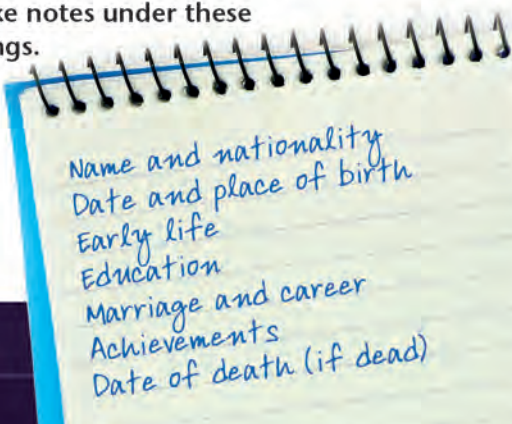 ke notes under these
ngs.
Name and nationality
Date and place of birth
Early life
Education
Marriage and career
Achievements
Date of death (if dead)